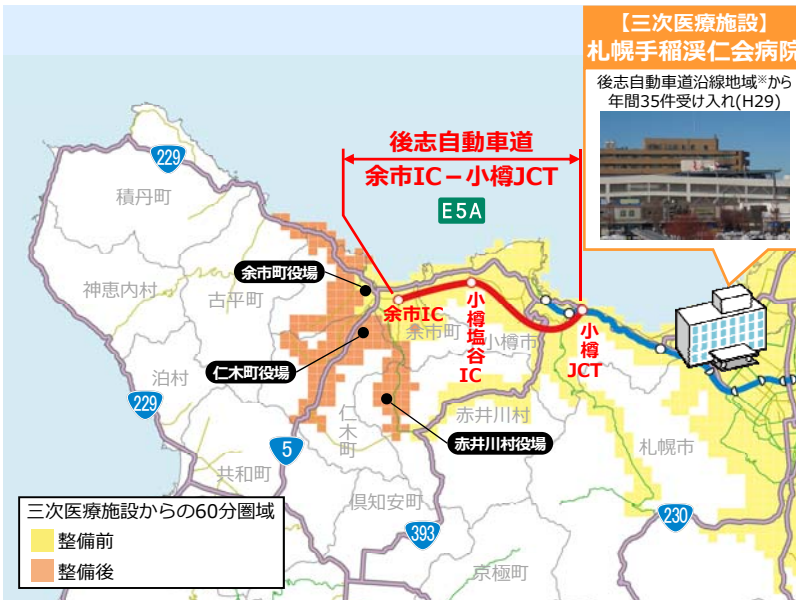 【三次医療施設】
札幌手稲渓仁会病院
後志自動車道沿線地域※から
年間35件受け入れ(H29)
後志自動車道
余市IC－小樽JCT
E5A
229
積丹町
神恵内村
古平町
余市町役場
余市IC
余市町
小樽塩谷IC
小樽市
小樽JCT
仁木町役場
泊村
229
仁木町
赤井川村
赤井川村役場
札幌市
5
共和町
倶知安町
393
230
京極町
三次医療施設からの60分圏域
整備前
整備後